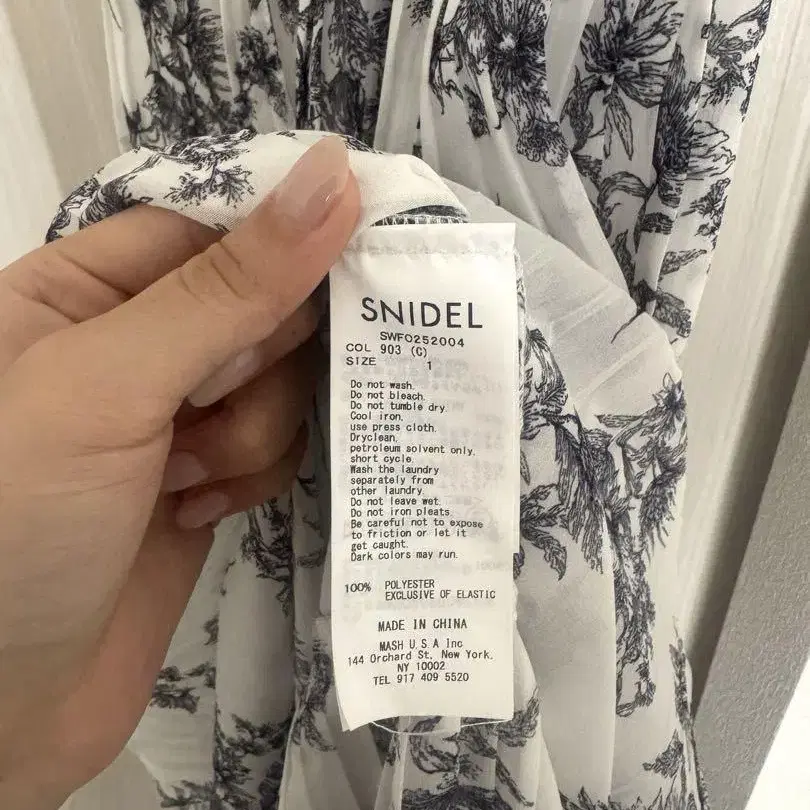 SNIDEL
SWFO252004
COL 903 (C)
SIZE 1
Do not wash.
Do not bleach.
Do not tumble dry.
Cool iron,
use press cloth.
Dryclean,
petroleum solvent only,
short cycle.
Wash the laundry
separately from
other laundry.
Do not leave wet.
Do not iron pleats.
Be careful not to expose
to friction or let it
get caught.
Dark colors may run.
100% POLYESTER
EXCLUSIVE OF ELASTIC
MADE IN CHINA
MASH U.S.A Inc
144 Orchard St. New York,
NY 10002
TEL 917 409 5520